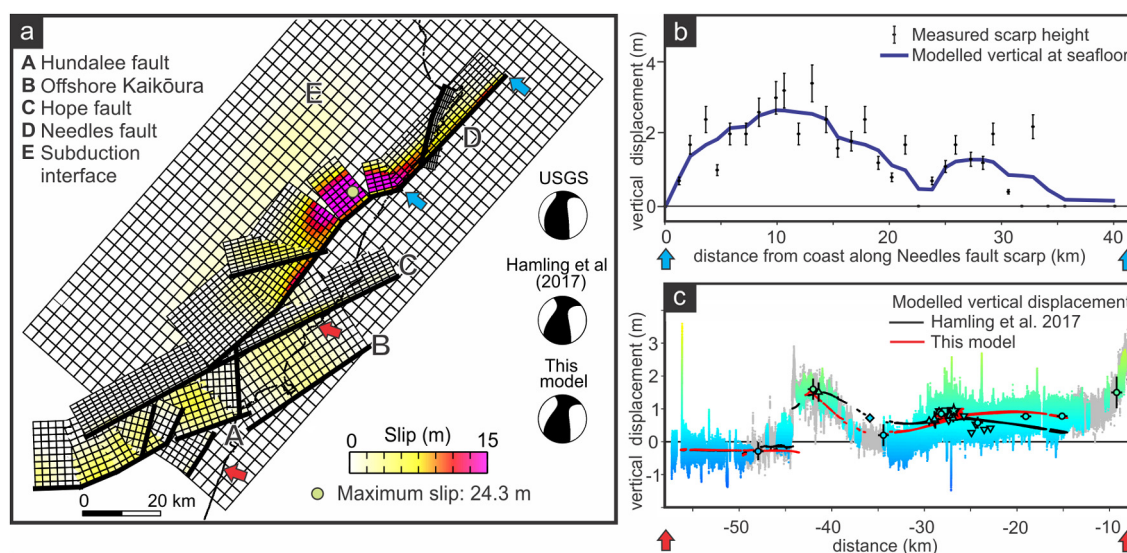 a
A Hundalee fault
B Offshore Kaikōura
C Hope fault
D Needles fault
E Subduction
interface
E
D
C
B
A
USGS
Hamling et al
(2017)
This
model
Slip (m)
0 15
Maximum slip: 24.3 m
0 20 km
b
Measured scarp height
Modelled vertical at seafloor
vertical displacement (m)
4
2
0
0 10 20 30 40
distance from coast along Needles fault scarp (km)
c
Modelled vertical displacement
Hamling et al. 2017
This model
vertical displacement (m)
3
2
1
0
-1
-50 -40 -30 -20 -10
distance (km)